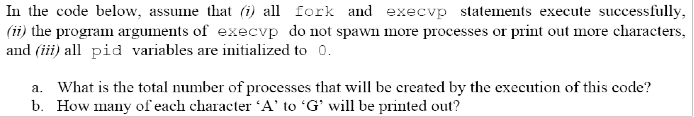 In the code below, assume that (i) all fork and execvp statements execute successfully,
(ii) the program arguments of execvp do not spawn more processes or print out more characters,
and (iii) all pid variables are initialized to 0.
a. What is the total number of processes that will be created by the execution of this code?
b. How many of each character ‘A’ to ‘G’ will be printed out?